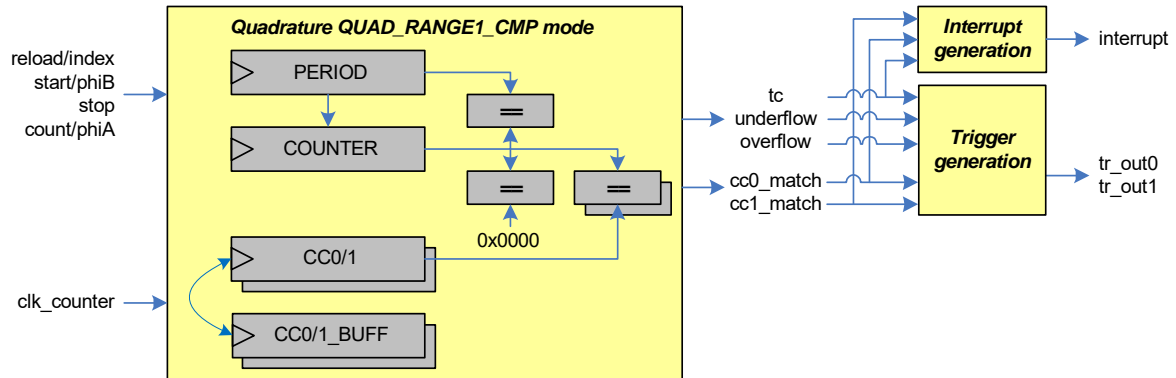 Quadrature QUAD_RANGE1_CMP mode
reload/index
start/phiB
stop
count/phiA
clk_counter
PERIOD
==
COUNTER
==
==
0x0000
CC0/1
CC0/1_BUFF
tc
underflow
overflow
cc0_match
cc1_match
Interrupt
generation
interrupt
Trigger
generation
tr_out0
tr_out1